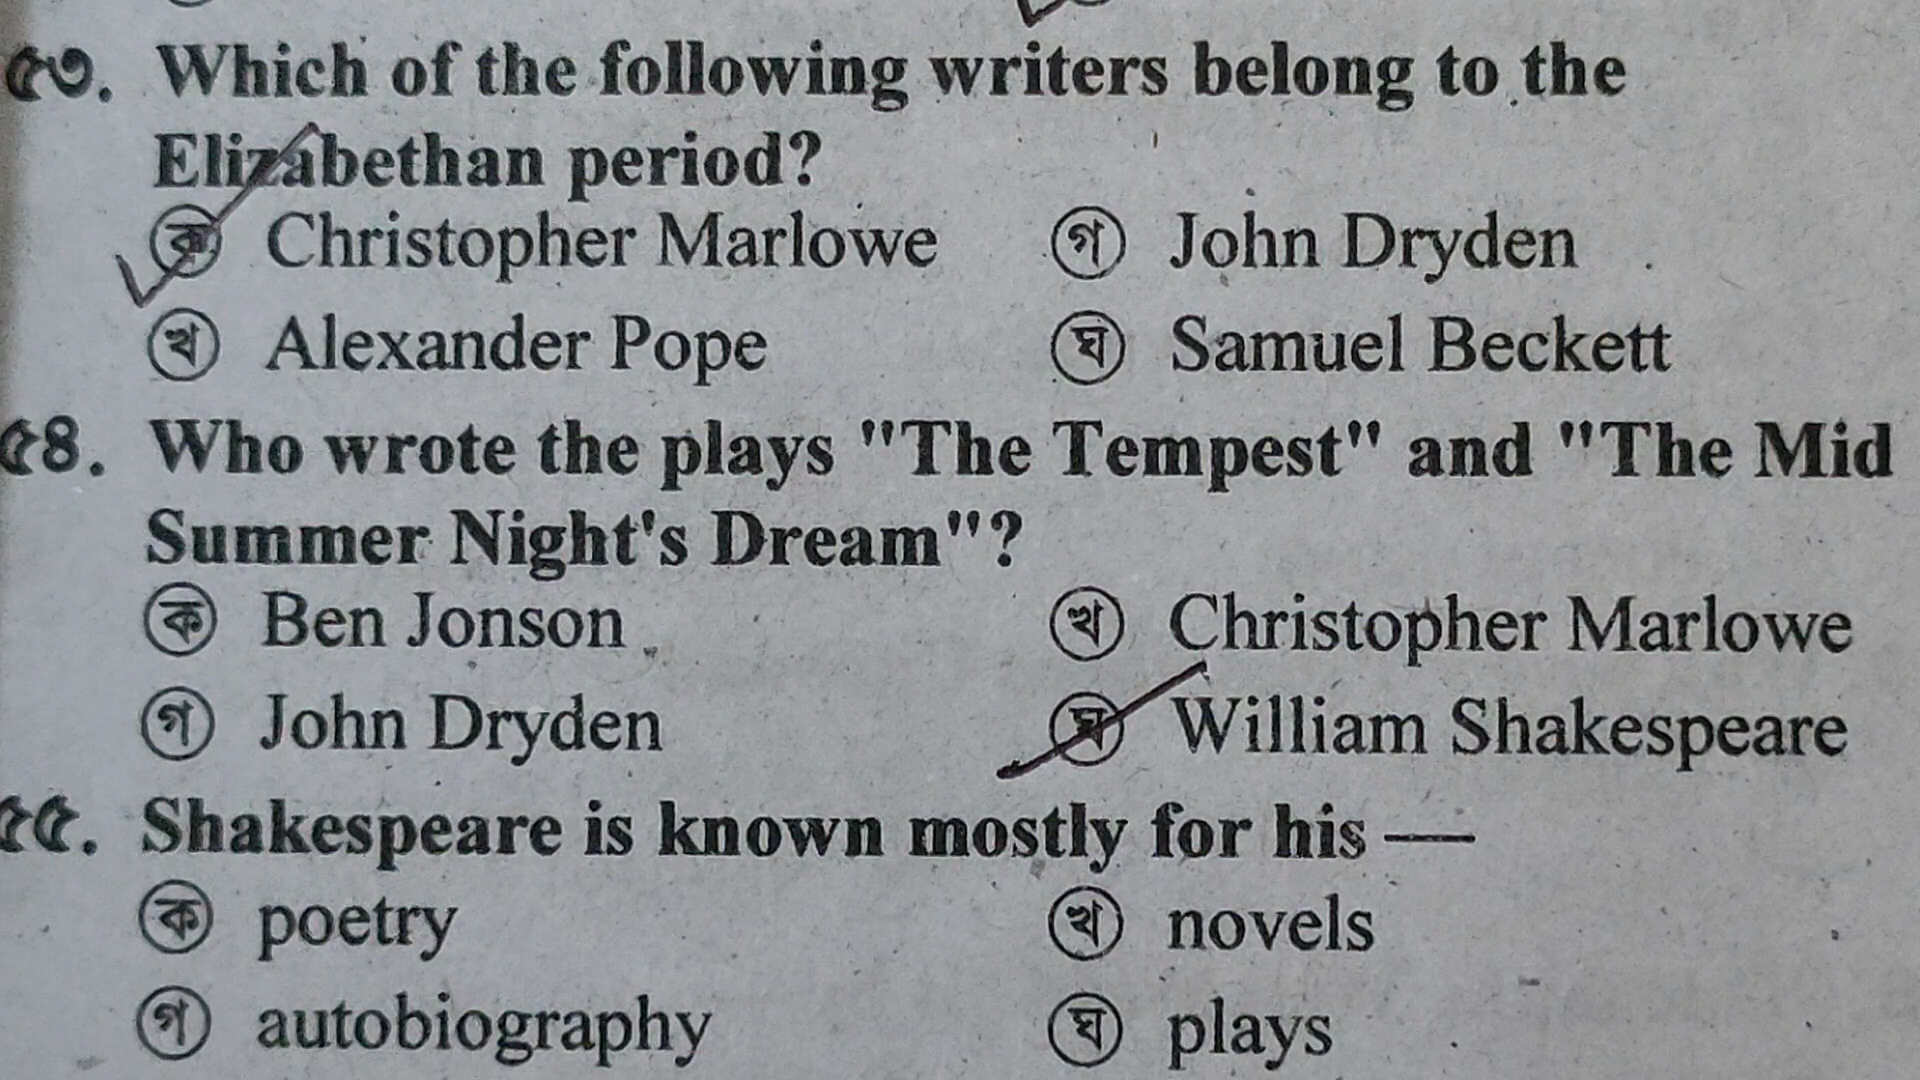 ৫৩. Which of the following writers belong to the
Elizabethan period?
ক Christopher Marlowe গ John Dryden
খ Alexander Pope ঘ Samuel Beckett
৫৪. Who wrote the plays "The Tempest" and "The Mid
Summer Night's Dream"?
ক Ben Jonson খ Christopher Marlowe
গ John Dryden ঘ William Shakespeare
৫৫. Shakespeare is known mostly for his —
ক poetry খ novels
গ autobiography ঘ plays